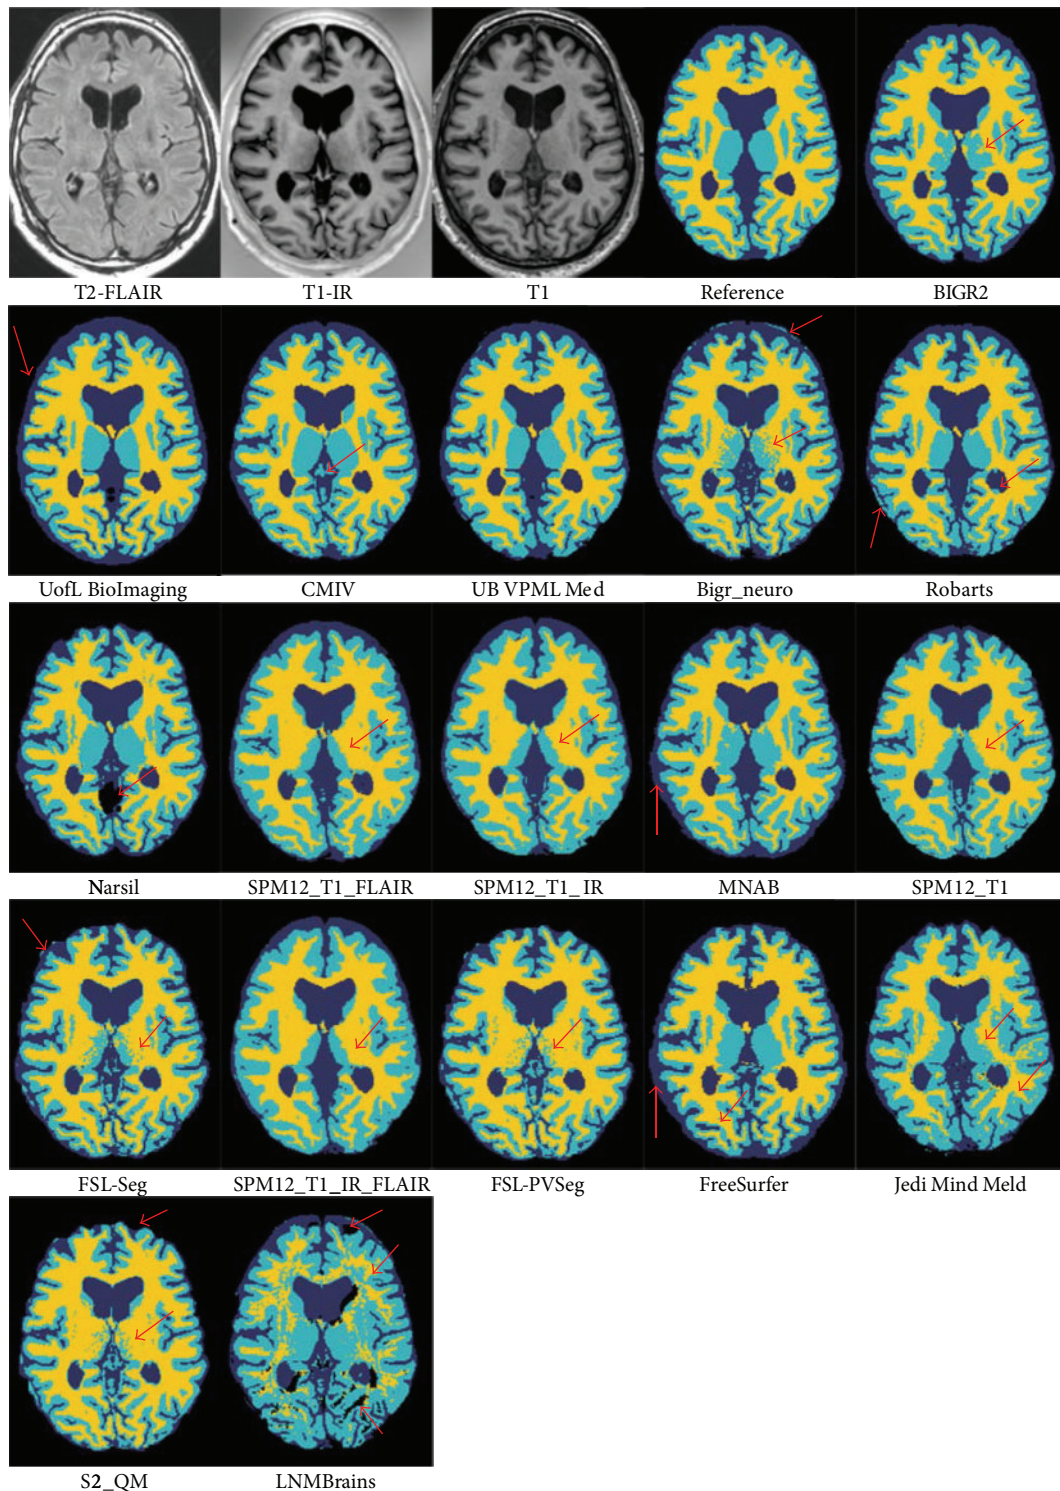 T2-FLAIR
T1-IR
T1
Reference
BIGR2
UofL BioImaging
CMIV
UB VPML Med
Bigr_neuro
Robarts
Narsil
SPM12_T1_FLAIR
SPM12_T1_IR
MNAB
SPM12_T1
FSL-Seg
SPM12_T1_IR_FLAIR
FSL-PVSeg
FreeSurfer
Jedi Mind Meld
S2_QM
LNMBrains